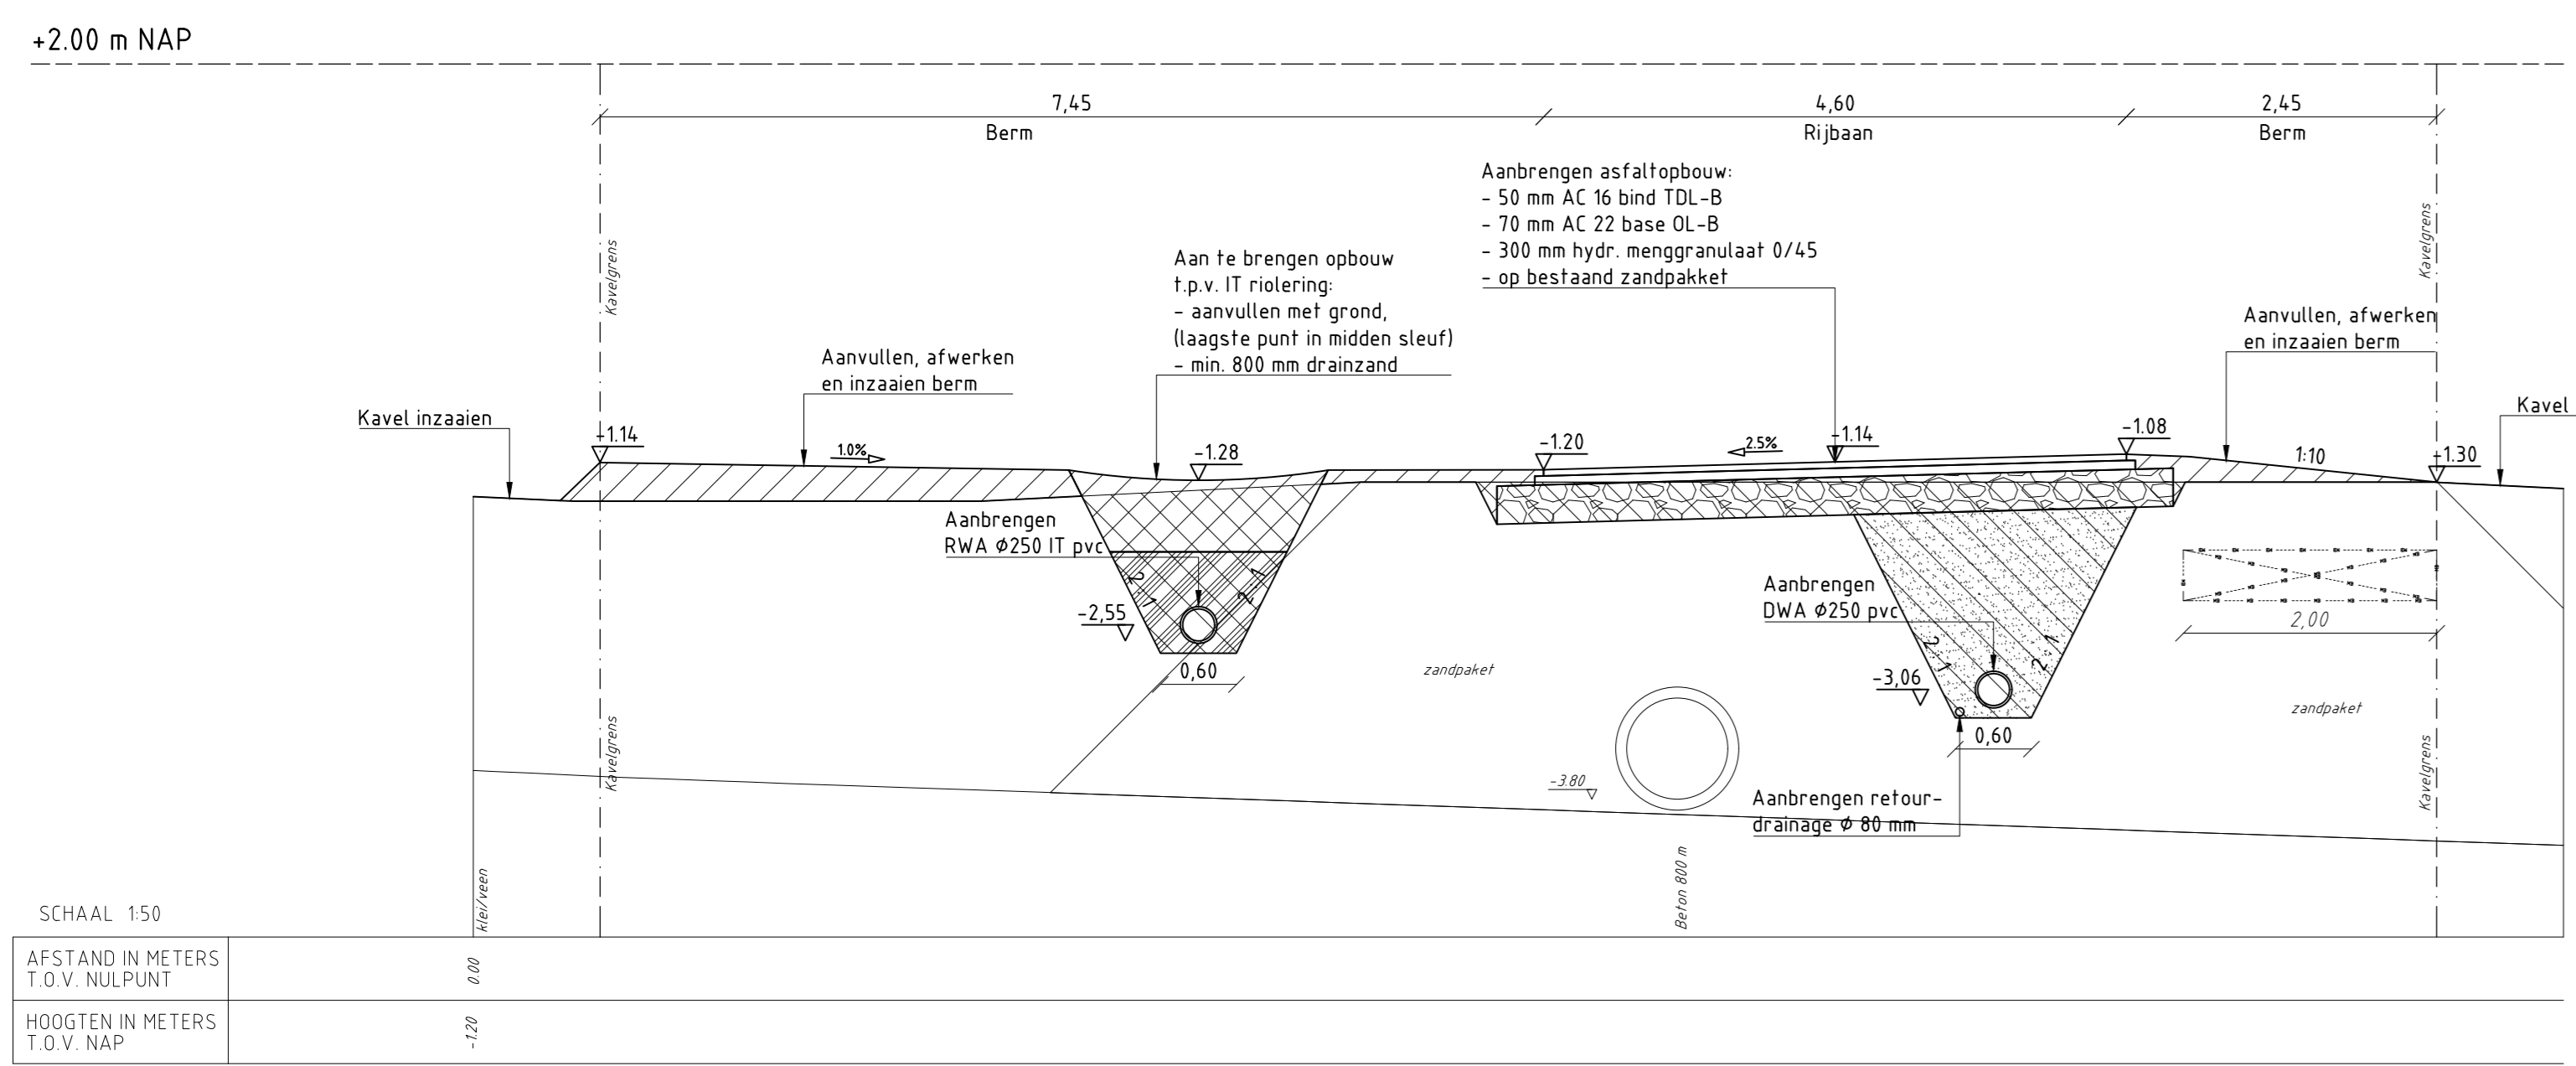 +2.00 m NAP
7,45
Berm
4,60
Rijbaan
2,45
Berm
Kavelgrens
Kavelgrens
Aanbrengen asfaltopbouw:
- 50 mm AC 16 bind TDL-B
- 70 mm AC 22 base OL-B
- 300 mm hydr. menggranulaat 0/45
- op bestaand zandpakket
Aan te brengen opbouw
t.p.v. IT riolering:
- aanvullen met grond,
(laagste punt in midden sleuf)
- min. 800 mm drainzand
Aanvullen, afwerken
en inzaaien berm
Aanvullen, afwerken
en inzaaien berm
Kavel inzaaien
Kavel
-1.14
1.0%
-1.28
-1.20
2.5%
-1.14
-1.08
1:10
-1.30
Aanbrengen
RWA Ø250 IT pvc
2:1
2:1
-2,55
0,60
zandpaket
Aanbrengen
DWA Ø250 pvc
2:1
2:1
-3,06
0,60
2,00
zandpaket
-3.80
Aanbrengen retour-
drainage Ø 80 mm
Kavelgrens
Kavelgrens
klei/veen
Beton 800 m
SCHAAL 1:50
AFSTAND IN METERS
T.O.V. NULPUNT
0.00
HOOGTEN IN METERS
T.O.V. NAP
-1.20